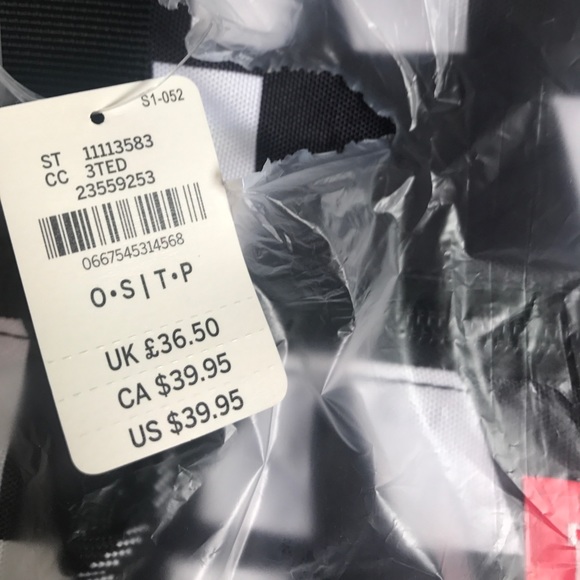 S1-052
ST 11113583
CC 3TED
23559253
0667545314568
O•S|T•P
UK £36.50
CA $39.95
US $39.95